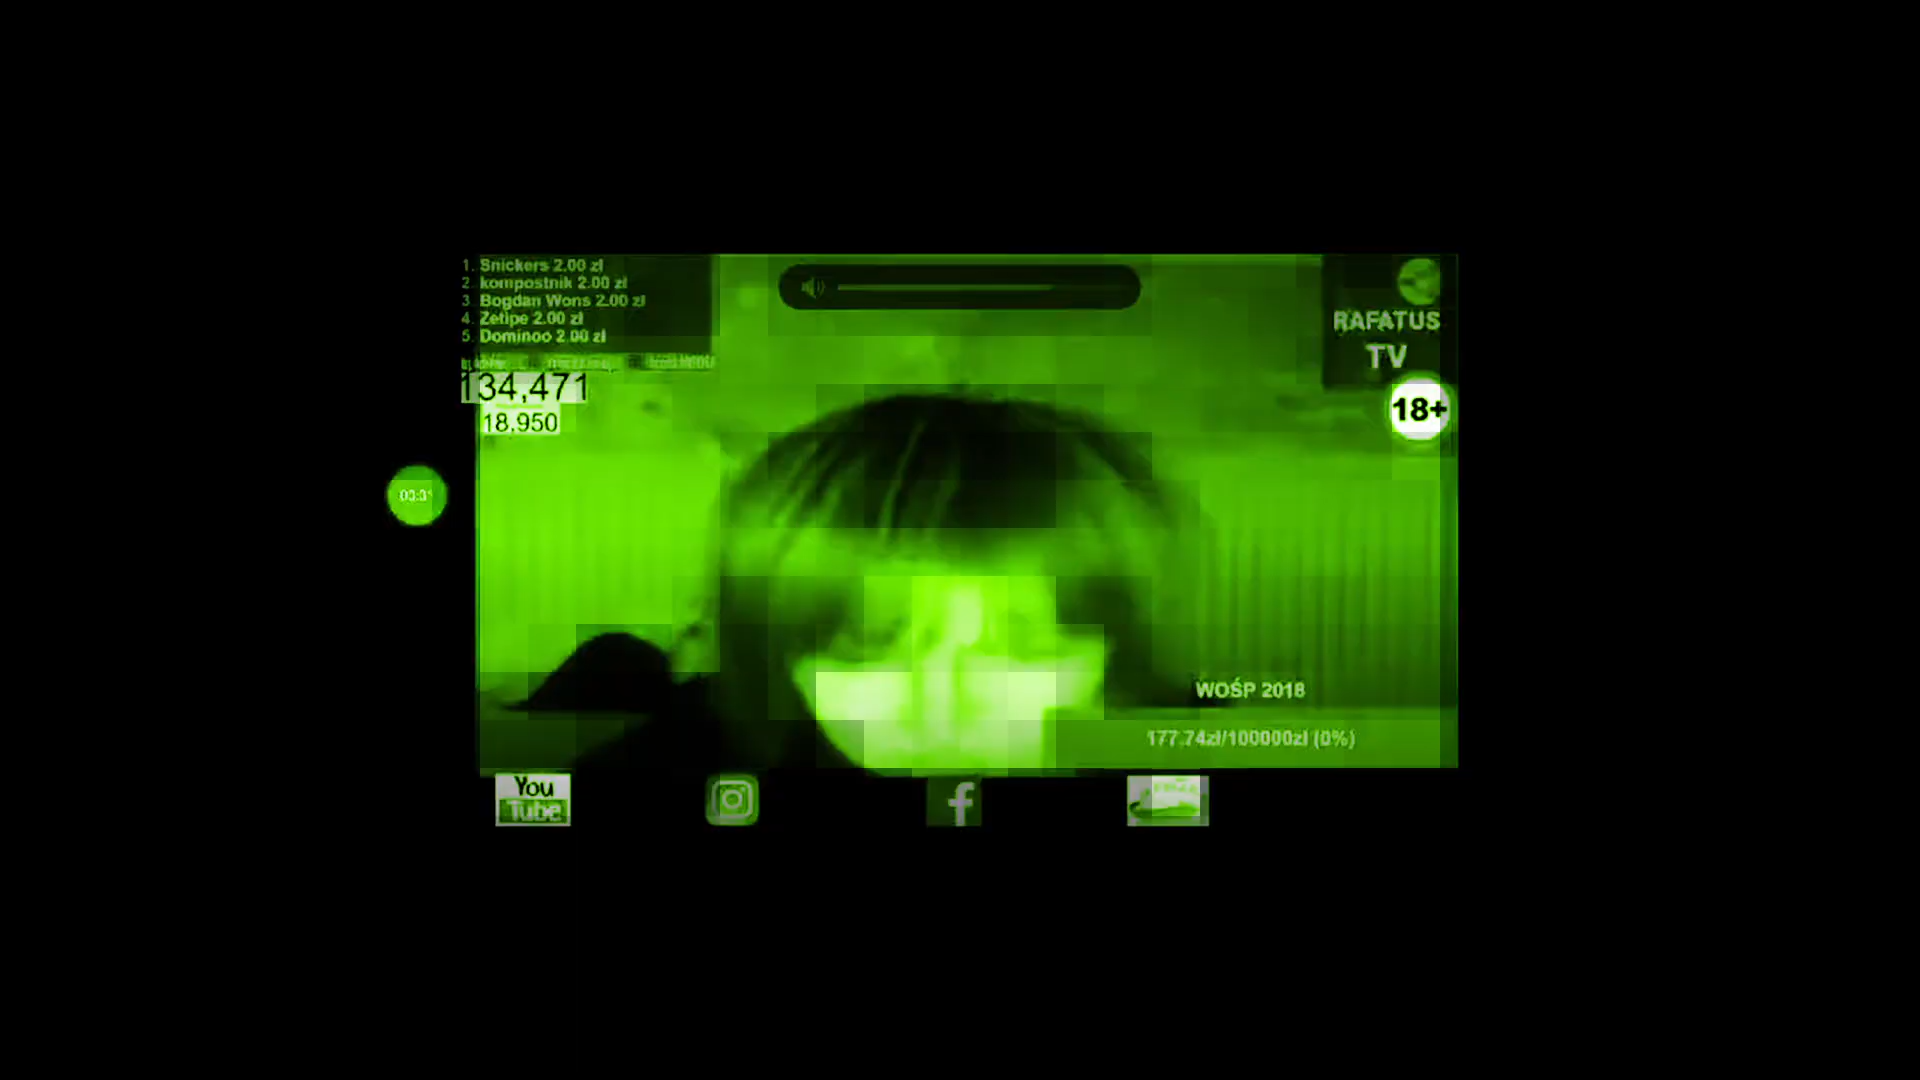 1. Snickers 2.00 zł
2. kompostnik 2.00 zł
3. Bogdan Wons 2.00 zł
4. Zetipe 2.00 zł
5. Dominoo 2.00 zł
134,471
18.950
RAFATUS
TV
18+
WOŚP 2018
177.74zł/100000zł (0%)
You
Tube